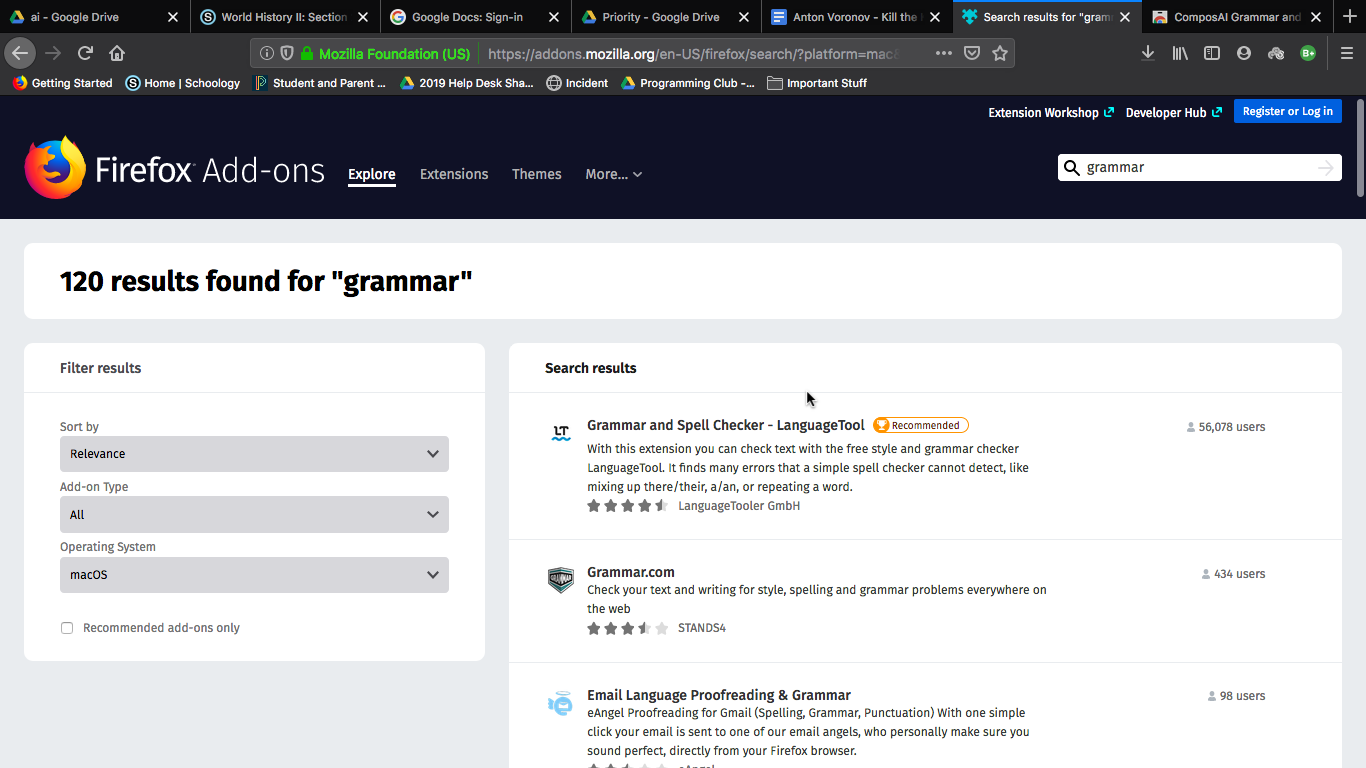 ai - Google Drive
World History II: Section
Google Docs: Sign-in
Priority - Google Drive
Anton Voronov - Kill the
Search results for "gram
ComposAI Grammar and
Mozilla Foundation (US) https://addons.mozilla.org/en-US/firefox/search/?platform=mac
B+
Getting Started
Home | Schoology
Student and Parent ...
2019 Help Desk Sha...
Incident
Programming Club -...
Important Stuff
Extension Workshop
Developer Hub
Register or Log in
Firefox Add-ons
Explore
Extensions
Themes
More...
grammar
120 results found for "grammar"
Filter results
Sort by
Relevance
Add-on Type
All
Operating System
macOS
Recommended add-ons only
Search results
LT
Grammar and Spell Checker - LanguageTool
Recommended
56,078 users
With this extension you can check text with the free style and grammar checker
LanguageTool. It finds many errors that a simple spell checker cannot detect, like
mixing up there/their, a/an, or repeating a word.
LanguageTooler GmbH
GRAMMAR
Grammar.com
434 users
Check your text and writing for style, spelling and grammar problems everywhere on
the web
STANDS4
Email Language Proofreading & Grammar
98 users
eAngel Proofreading for Gmail (Spelling, Grammar, Punctuation) With one simple
click your email is sent to one of our email angels, who personally make sure you
sound perfect, directly from your Firefox browser.